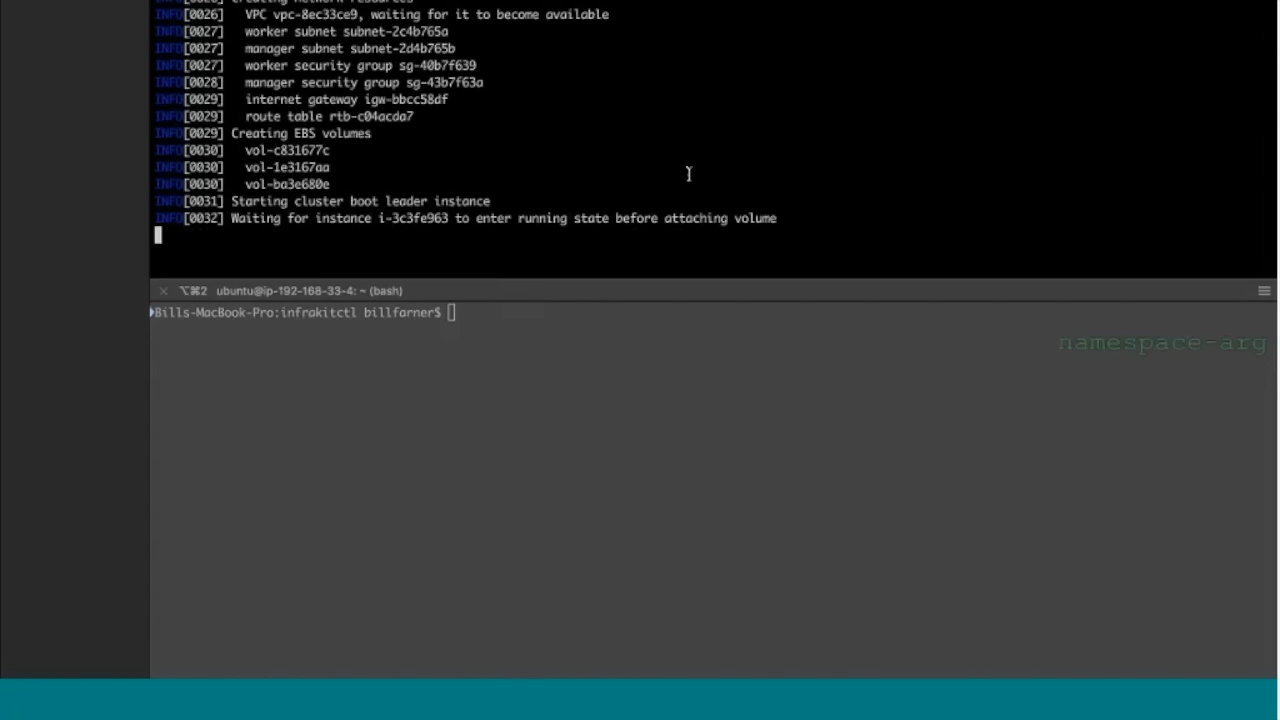 INFO[0026] Creating network resources
INFO[0026]   VPC vpc-8ec33ce9, waiting for it to become available
INFO[0027]   worker subnet subnet-2c4b765a
INFO[0027]   manager subnet subnet-2d4b765b
INFO[0027]   worker security group sg-40b7f639
INFO[0028]   manager security group sg-43b7f63a
INFO[0029]   internet gateway igw-bbcc58df
INFO[0029]   route table rtb-c04acda7
INFO[0029] Creating EBS volumes
INFO[0030]   vol-c831677c
INFO[0030]   vol-1e3167aa
INFO[0030]   vol-ba3e680e
INFO[0031] Starting cluster boot leader instance
INFO[0032] Waiting for instance i-3c3fe963 to enter running state before attaching volume
⌥⌘2 ubuntu@ip-192-168-33-4: ~ (bash)
Bills-MacBook-Pro:infrakitctl billfarner$
namespace-arg